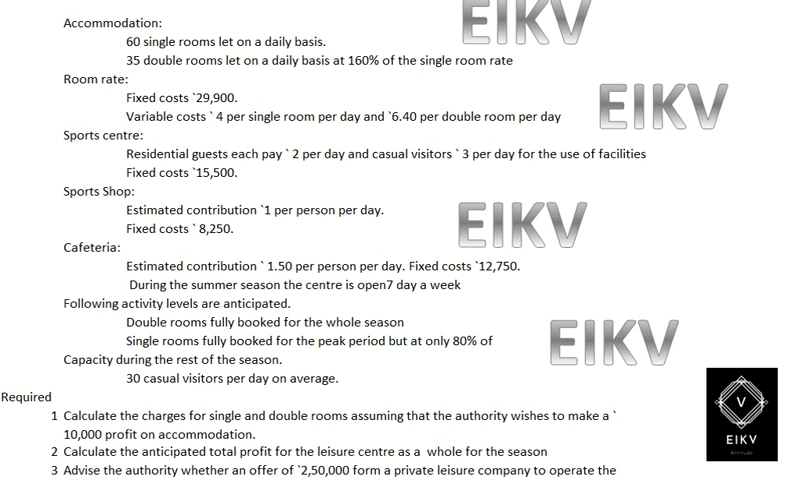 EIKV
Accommodation:
60 single rooms let on a daily basis.
35 double rooms let on a daily basis at 160% of the single room rate
Room rate:
Fixed costs `29,900.
EIKV
Variable costs ` 4 per single room per day and `6.40 per double room per day
Sports centre:
Residential guests each pay ` 2 per day and casual visitors ` 3 per day for the use of facilities
Fixed costs `15,500.
Sports Shop:
Estimated contribution `1 per person per day.
EIKV
Fixed costs ` 8,250.
Cafeteria:
Estimated contribution ` 1.50 per person per day. Fixed costs `12,750.
During the summer season the centre is open7 day a week
Following activity levels are anticipated.
Double rooms fully booked for the whole season
EIKV
Single rooms fully booked for the peak period but at only 80% of
Capacity during the rest of the season.
30 casual visitors per day on average.
Required
1 Calculate the charges for single and double rooms assuming that the authority wishes to make a `
10,000 profit on accommodation.
2 Calculate the anticipated total profit for the leisure centre as a whole for the season
3 Advise the authority whether an offer of `2,50,000 form a private leisure company to operate the
V
EIKV